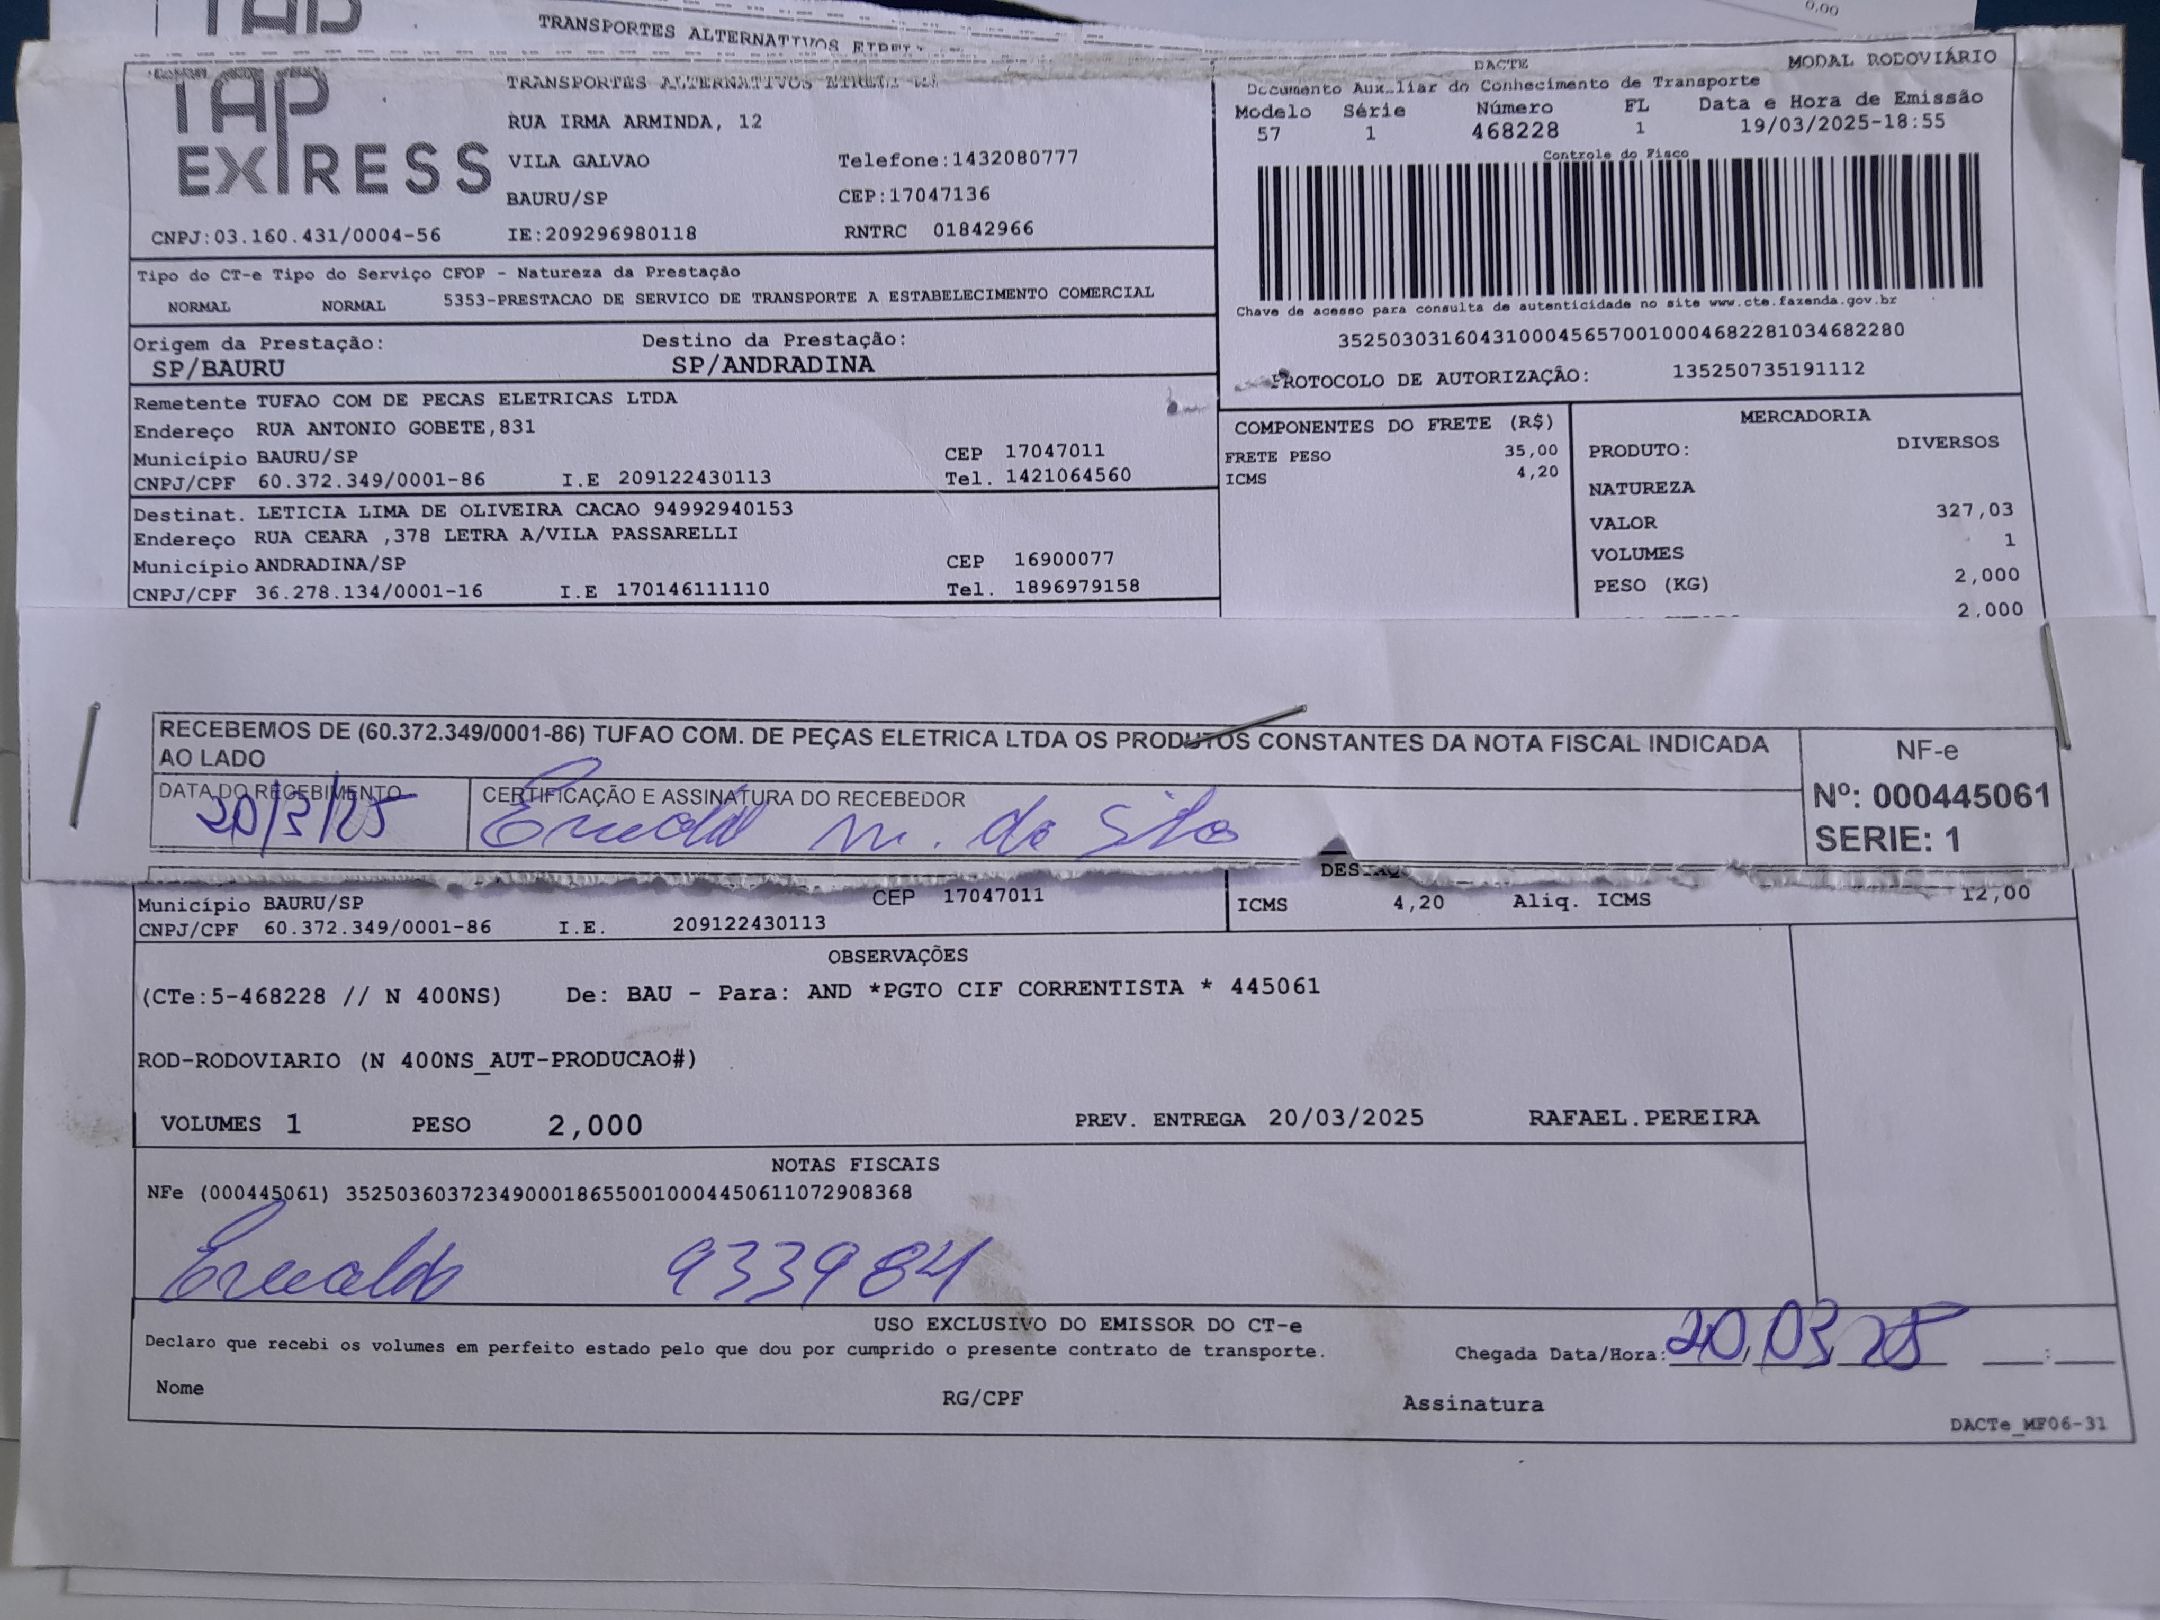 0,00
TAP
TRANSPORTES ALTERNATIVOS EIRELI
TAP EXPRESS
TRANSPORTES ALTERNATIVOS EIRELI
RUA IRMA ARMINDA, 12
VILA GALVAO Telefone:1432080777
BAURU/SP CEP:17047136
CNPJ:03.160.431/0004-56 IE:209296980118 RNTRC 01842966
DACTE MODAL RODOVIÁRIO
Documento Auxiliar do Conhecimento de Transporte
Modelo Série Número FL Data e Hora de Emissão
57 1 468228 1 19/03/2025-18:55
Controle do Fisco
Chave de acesso para consulta de autenticidade no site www.cte.fazenda.gov.br
35250303160431000456570010004682281034682280
PROTOCOLO DE AUTORIZAÇÃO: 135250735191112
Tipo do CT-e Tipo do Serviço CFOP - Natureza da Prestação
NORMAL NORMAL 5353-PRESTACAO DE SERVICO DE TRANSPORTE A ESTABELECIMENTO COMERCIAL
Origem da Prestação: Destino da Prestação:
SP/BAURU SP/ANDRADINA
Remetente TUFAO COM DE PECAS ELETRICAS LTDA
Endereço RUA ANTONIO GOBETE,831
Município BAURU/SP CEP 17047011
CNPJ/CPF 60.372.349/0001-86 I.E 209122430113 Tel. 1421064560
Destinat. LETICIA LIMA DE OLIVEIRA CACAO 94992940153
Endereço RUA CEARA ,378 LETRA A/VILA PASSARELLI
Município ANDRADINA/SP CEP 16900077
CNPJ/CPF 36.278.134/0001-16 I.E 170146111110 Tel. 1896979158
COMPONENTES DO FRETE (R$)
FRETE PESO 35,00
ICMS 4,20
MERCADORIA
PRODUTO: DIVERSOS
NATUREZA
VALOR 327,03
VOLUMES 1
PESO (KG) 2,000
2,000
RECEBEMOS DE (60.372.349/0001-86) TUFAO COM. DE PEÇAS ELETRICA LTDA OS PRODUTOS CONSTANTES DA NOTA FISCAL INDICADA
AO LADO
DATA DO RECEBIMENTO CERTIFICAÇÃO E ASSINATURA DO RECEBEDOR
20/3/25
NF-e
Nº: 000445061
SERIE: 1
Município BAURU/SP CEP 17047011
CNPJ/CPF 60.372.349/0001-86 I.E. 209122430113
ICMS 4,20 Aliq. ICMS 12,00
OBSERVAÇÕES
(CTe:5-468228 // N 400NS) De: BAU - Para: AND *PGTO CIF CORRENTISTA * 445061
ROD-RODOVIARIO (N 400NS_AUT-PRODUCAO#)
VOLUMES 1 PESO 2,000 PREV. ENTREGA 20/03/2025 RAFAEL.PEREIRA
NOTAS FISCAIS
NFe (000445061) 35250360372349000186550010004450611072908368
933984
USO EXCLUSIVO DO EMISSOR DO CT-e
Declaro que recebi os volumes em perfeito estado pelo que dou por cumprido o presente contrato de transporte. Chegada Data/Hora: 20 03 25 :
Nome RG/CPF Assinatura
DACTe_MF06-31